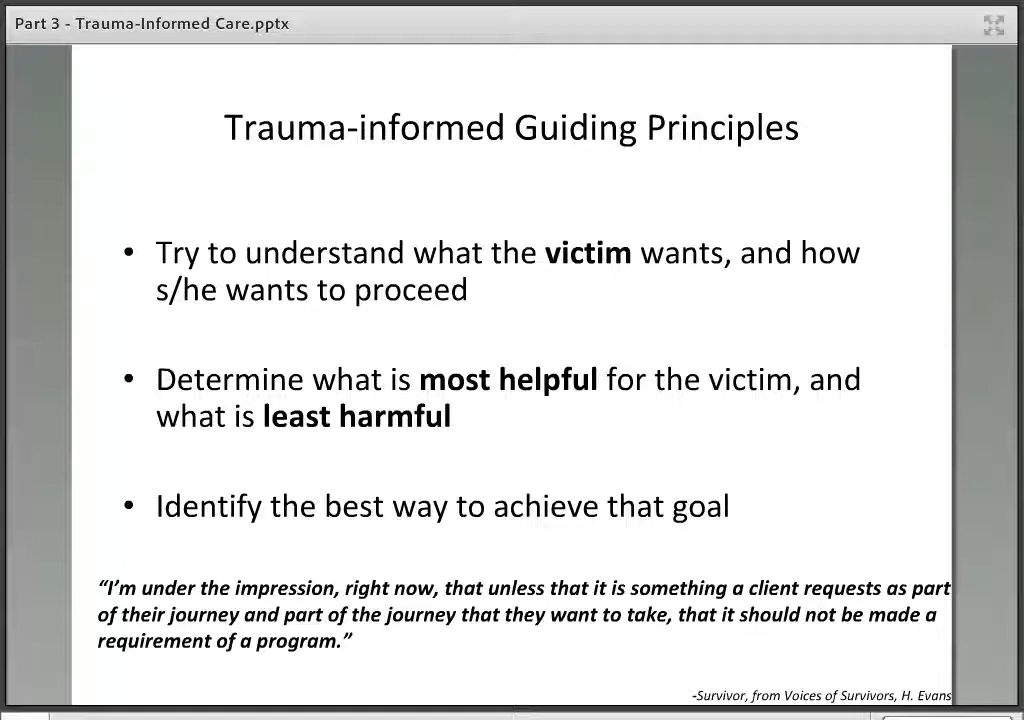 Part 3 - Trauma-Informed Care.pptx
Trauma-informed Guiding Principles
• Try to understand what the victim wants, and how
s/he wants to proceed
• Determine what is most helpful for the victim, and
what is least harmful
• Identify the best way to achieve that goal
“I’m under the impression, right now, that unless that it is something a client requests as part
of their journey and part of the journey that they want to take, that it should not be made a
requirement of a program.”
-Survivor, from Voices of Survivors, H. Evans